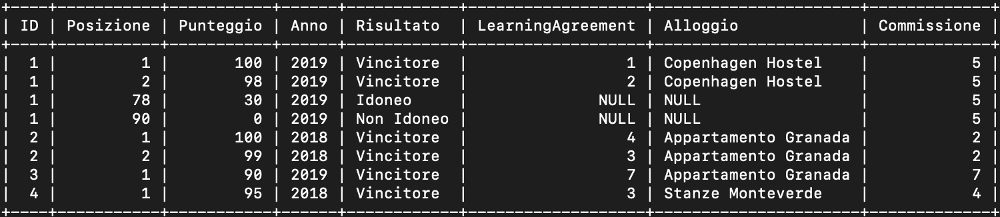 +----+-----------+-----------+------+------------+-------------------+----------------------+-------------+
| ID | Posizione | Punteggio | Anno | Risultato  | LearningAgreement | Alloggio             | Commissione |
+----+-----------+-----------+------+------------+-------------------+----------------------+-------------+
|  1 |         1 |       100 | 2019 | Vincitore  |                 1 | Copenhagen Hostel    |           5 |
|  1 |         2 |        98 | 2019 | Vincitore  |                 2 | Copenhagen Hostel    |           5 |
|  1 |        78 |        30 | 2019 | Idoneo     |              NULL | NULL                 |           5 |
|  1 |        90 |         0 | 2019 | Non Idoneo |              NULL | NULL                 |           5 |
|  2 |         1 |       100 | 2018 | Vincitore  |                 4 | Appartamento Granada |           2 |
|  2 |         2 |        99 | 2018 | Vincitore  |                 3 | Appartamento Granada |           2 |
|  3 |         1 |        90 | 2019 | Vincitore  |                 7 | Appartamento Granada |           7 |
|  4 |         1 |        95 | 2018 | Vincitore  |                 3 | Stanze Monteverde    |           4 |
+----+-----------+-----------+------+------------+-------------------+----------------------+-------------+